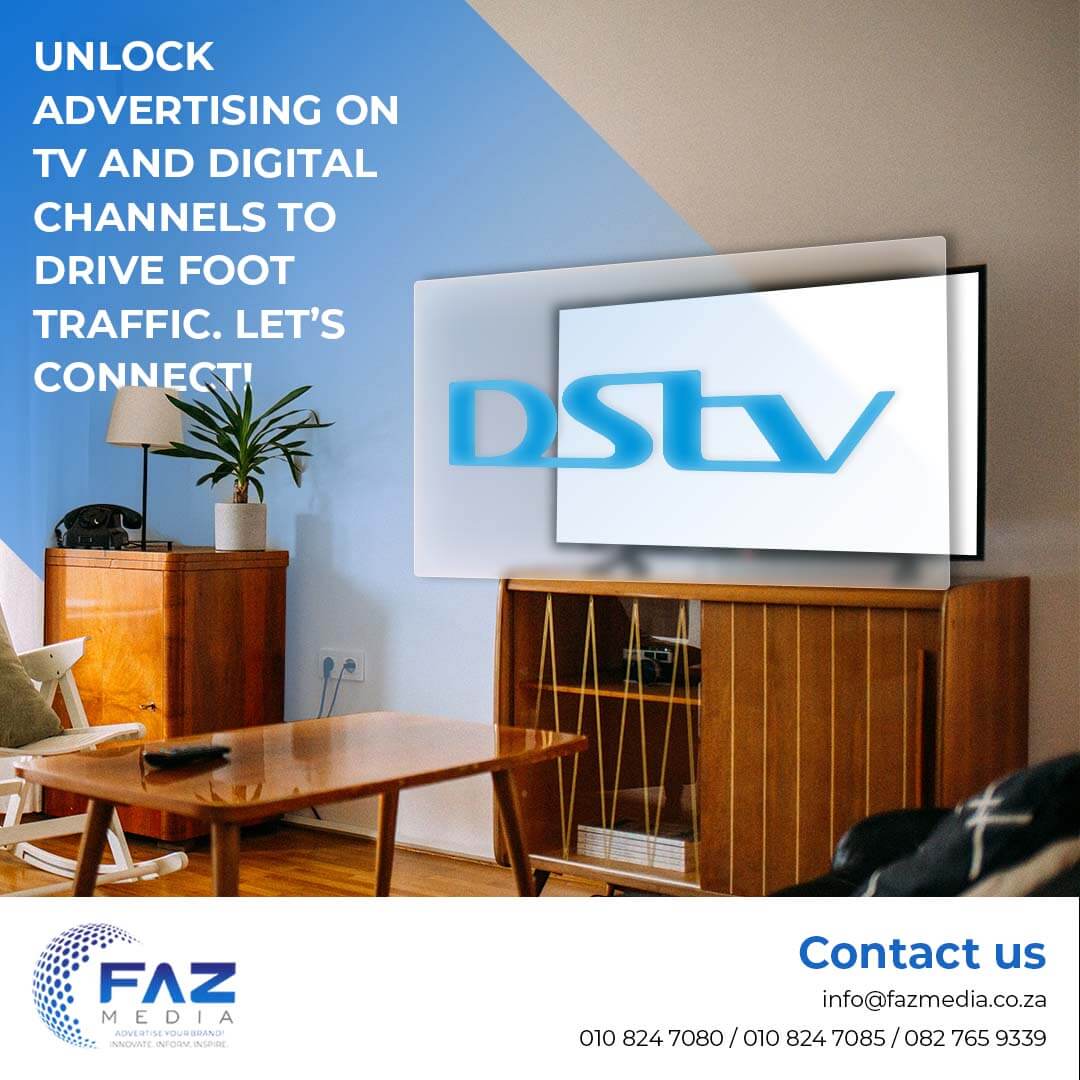 UNLOCK
ADVERTISING ON
TV AND DIGITAL
CHANNELS TO
DRIVE FOOT
TRAFFIC. LET'S
CONNECT!
DStv
FAZ
MEDIA
ADVERTISE YOUR BRAND!
INNOVATE. INFORM. INSPIRE.
Contact us
info@fazmedia.co.za
010 824 7080 / 010 824 7085 / 082 765 9339